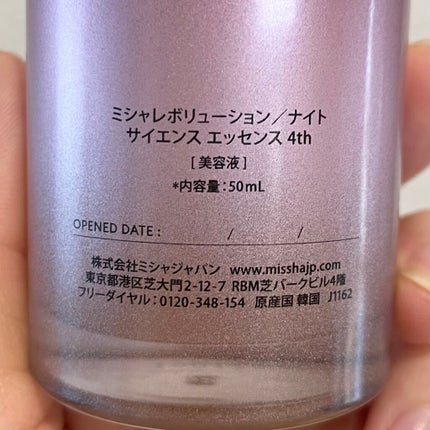 ミシャレボリューション／ナイト
サイエンス エッセンス 4th
[ 美容液 ]
*内容量：50mL
OPENED DATE :　　　/　　　/
株式会社ミシャジャパン www.misshajp.com
東京都港区芝大門2-12-7 RBM芝パークビル4階
フリーダイヤル：0120-348-154 原産国 韓国 J1162